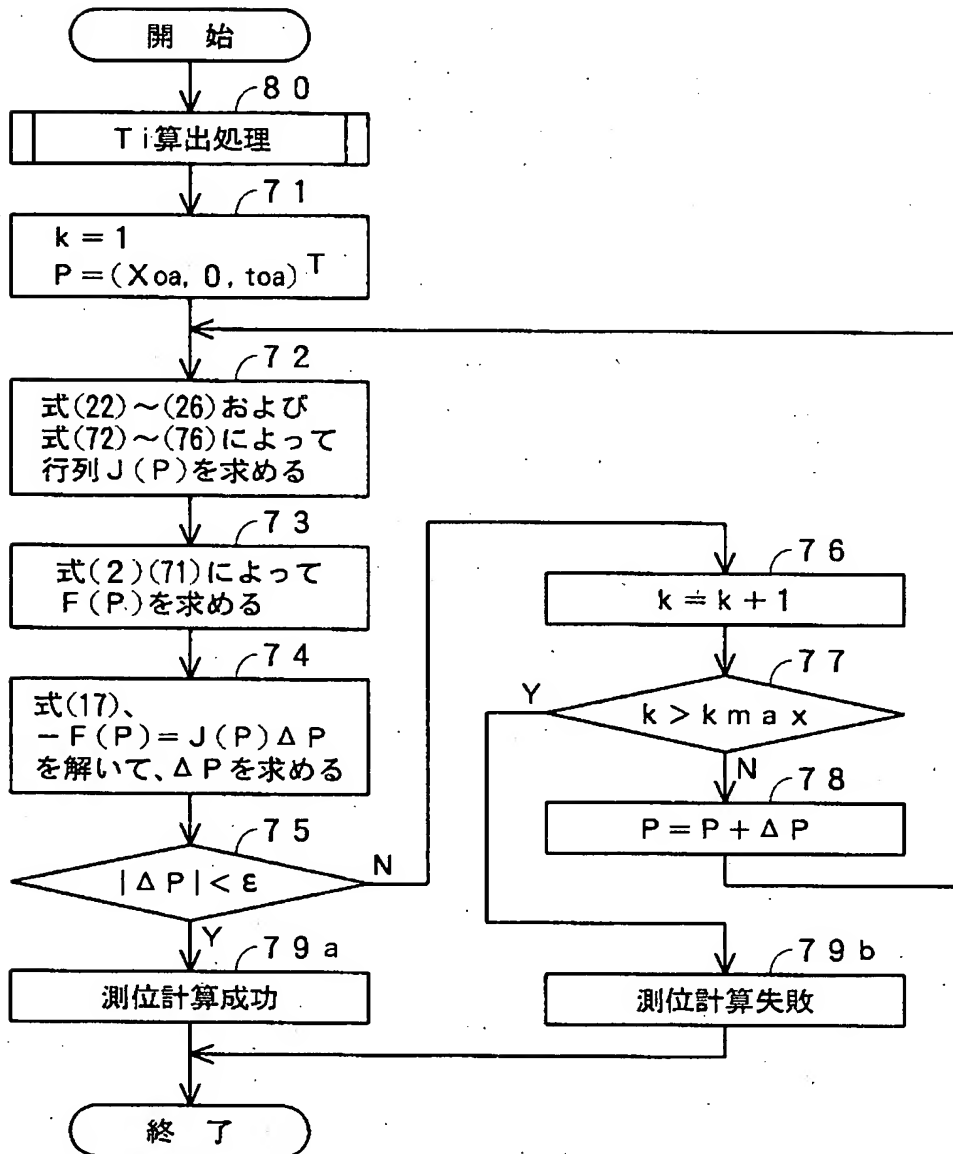 開 始
80
Ti算出処理
71
k=1
P=(Xoa, 0, toa)T
72
式(22)~(26)および
式(72)~(76)によって
行列J(P)を求める
73
式(2)(71)によって
F(P)を求める
74
式(17)、
-F(P)=J(P)ΔP
を解いて、ΔPを求める
75
|ΔP|<ε
N
Y
79a
測位計算成功
76
k=k+1
77
Y
k>kmax
N
78
P=P+ΔP
79b
測位計算失敗
終 了